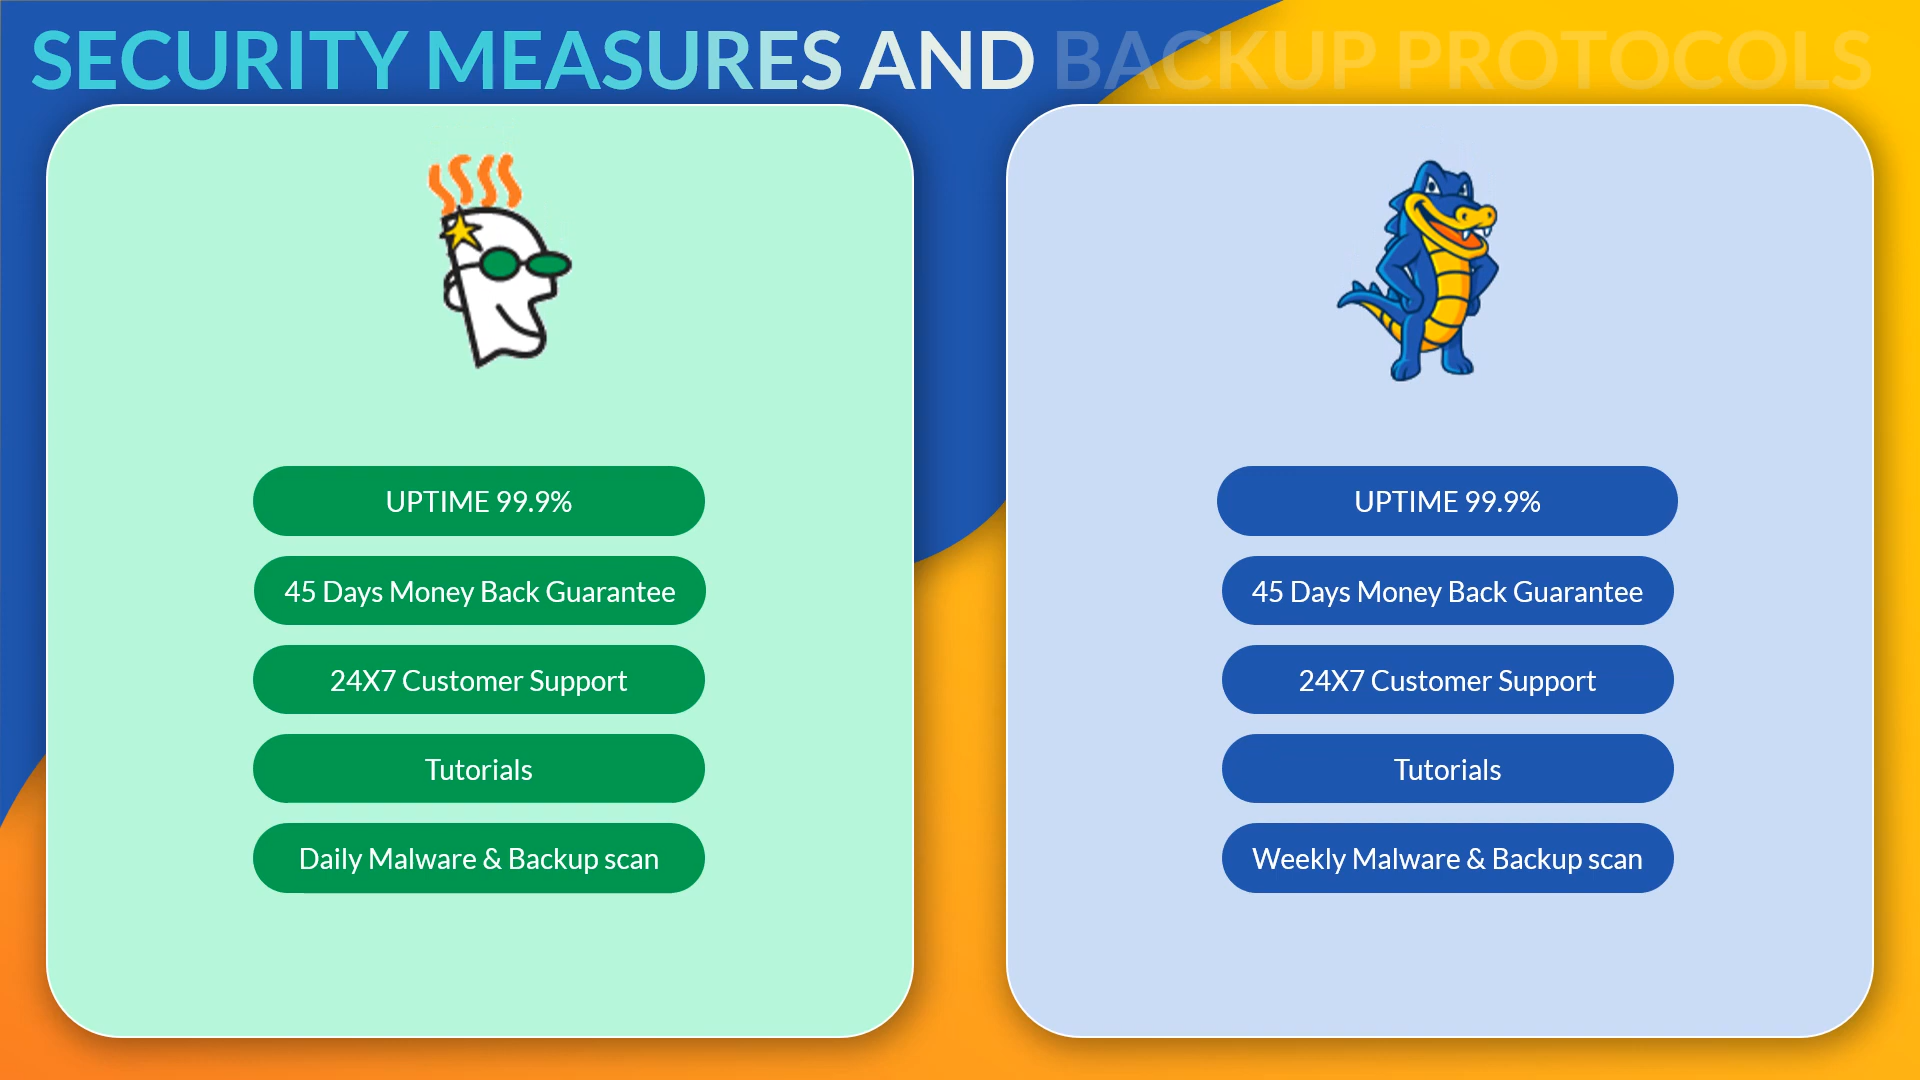 SECURITY MEASURES AND BACKUP PROTOCOLS
UPTIME 99.9%
45 Days Money Back Guarantee
24X7 Customer Support
Tutorials
Daily Malware & Backup scan
UPTIME 99.9%
45 Days Money Back Guarantee
24X7 Customer Support
Tutorials
Weekly Malware & Backup scan